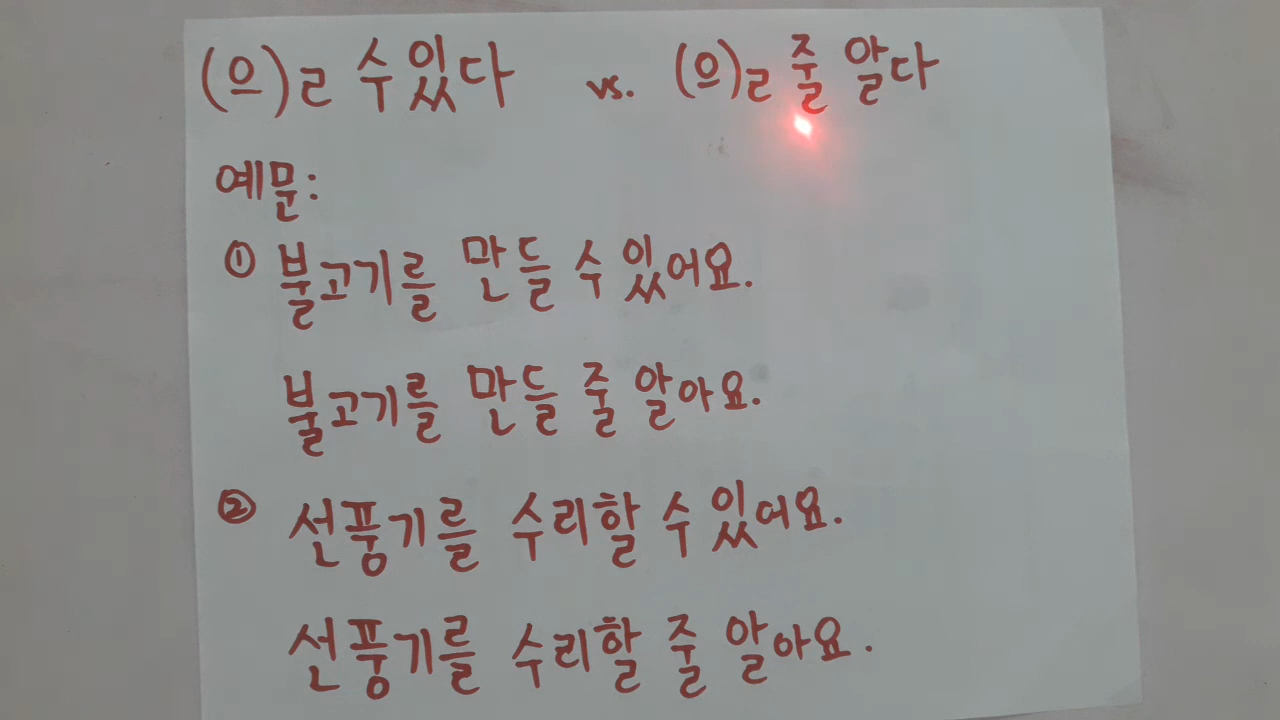 (으)ㄹ 수있다 vs. (으)ㄹ 줄 알다
예문:
① 불고기를 만들 수 있어요.
불고기를 만들 줄 알아요.
② 선풍기를 수리할 수 있어요.
선풍기를 수리할 줄 알아요.